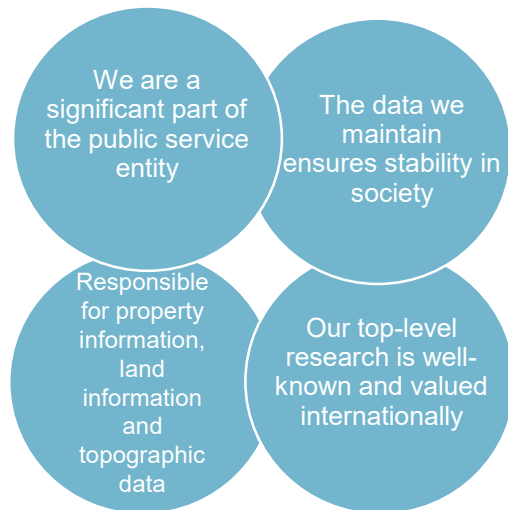 We are a
significant part of
the public service
entity
The data we
maintain
ensures stability in
society
Responsible
for property
information,
land
information
and
topographic
data
Our top-level
research is well-
known and valued
internationally